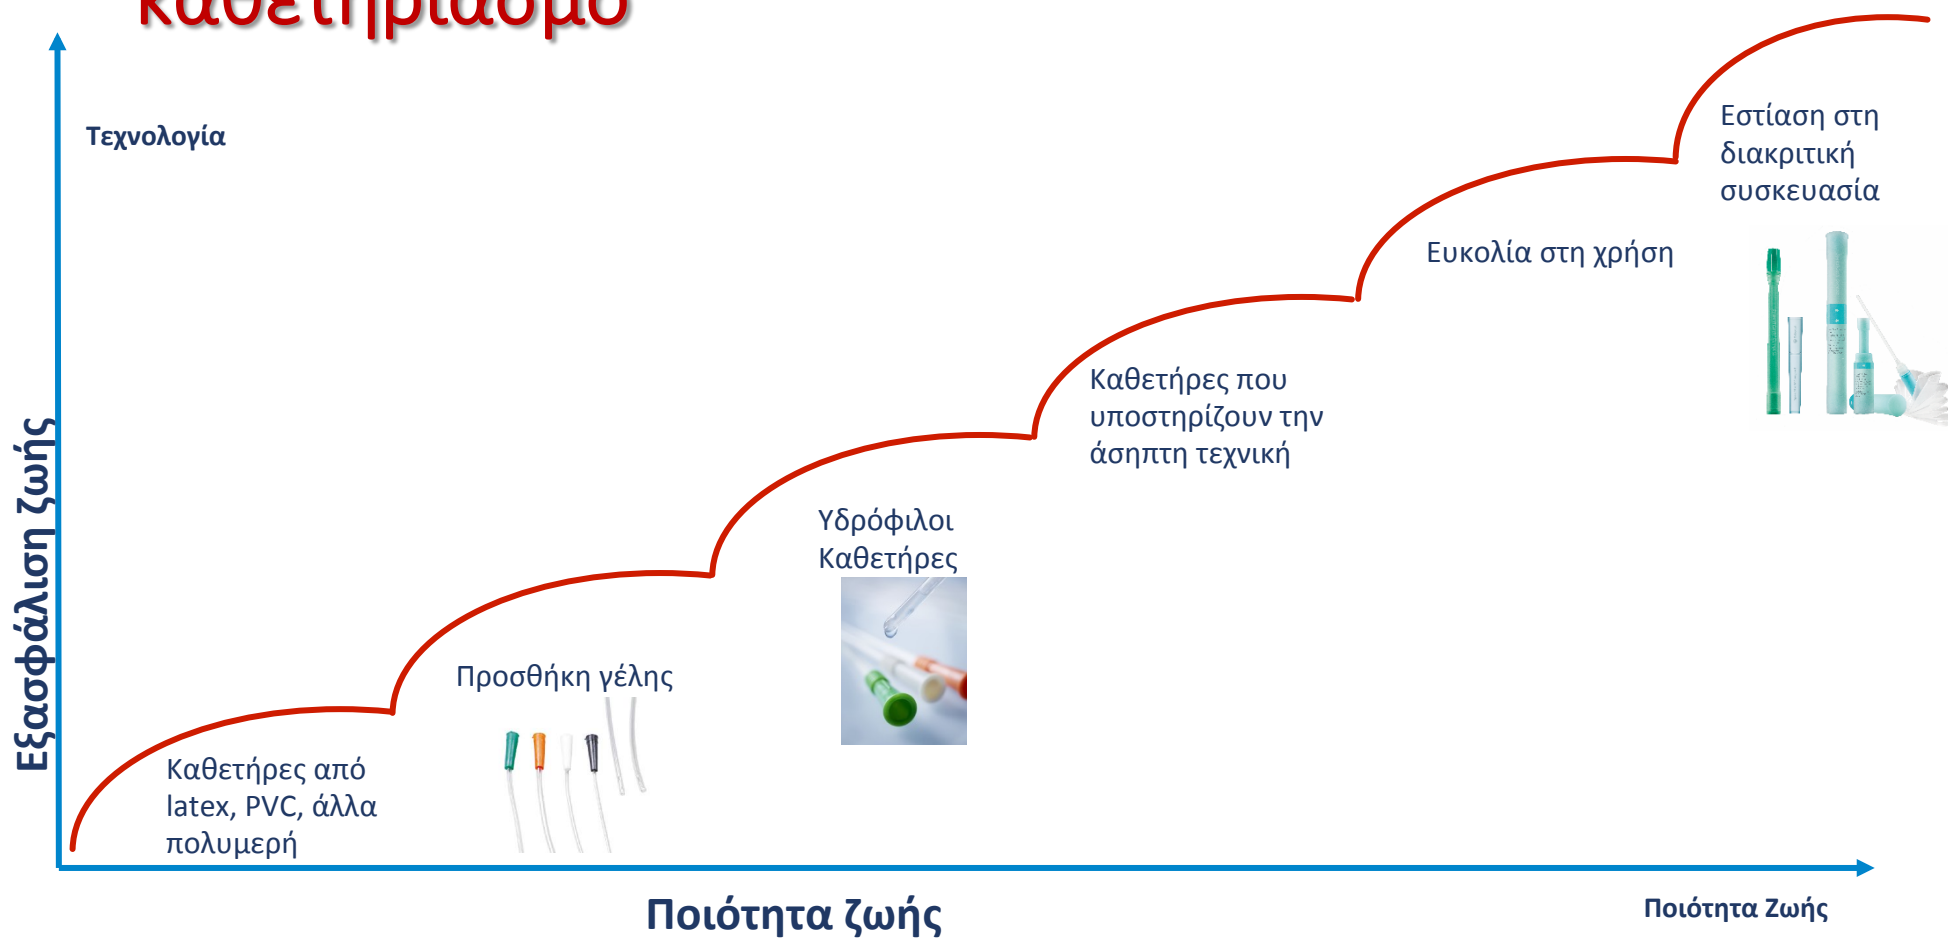 καθετηριασμό
Τεχνολογία
Εστίαση στη
διακριτική
συσκευασία
Ευκολία στη χρήση
Καθετήρες που
υποστηρίζουν την
άσηπτη τεχνική
Υδρόφιλοι
Καθετήρες
Προσθήκη γέλης
Καθετήρες από
latex, PVC, άλλα
πολυμερή
Εξασφάλιση ζωής
Ποιότητα ζωής
Ποιότητα Ζωής